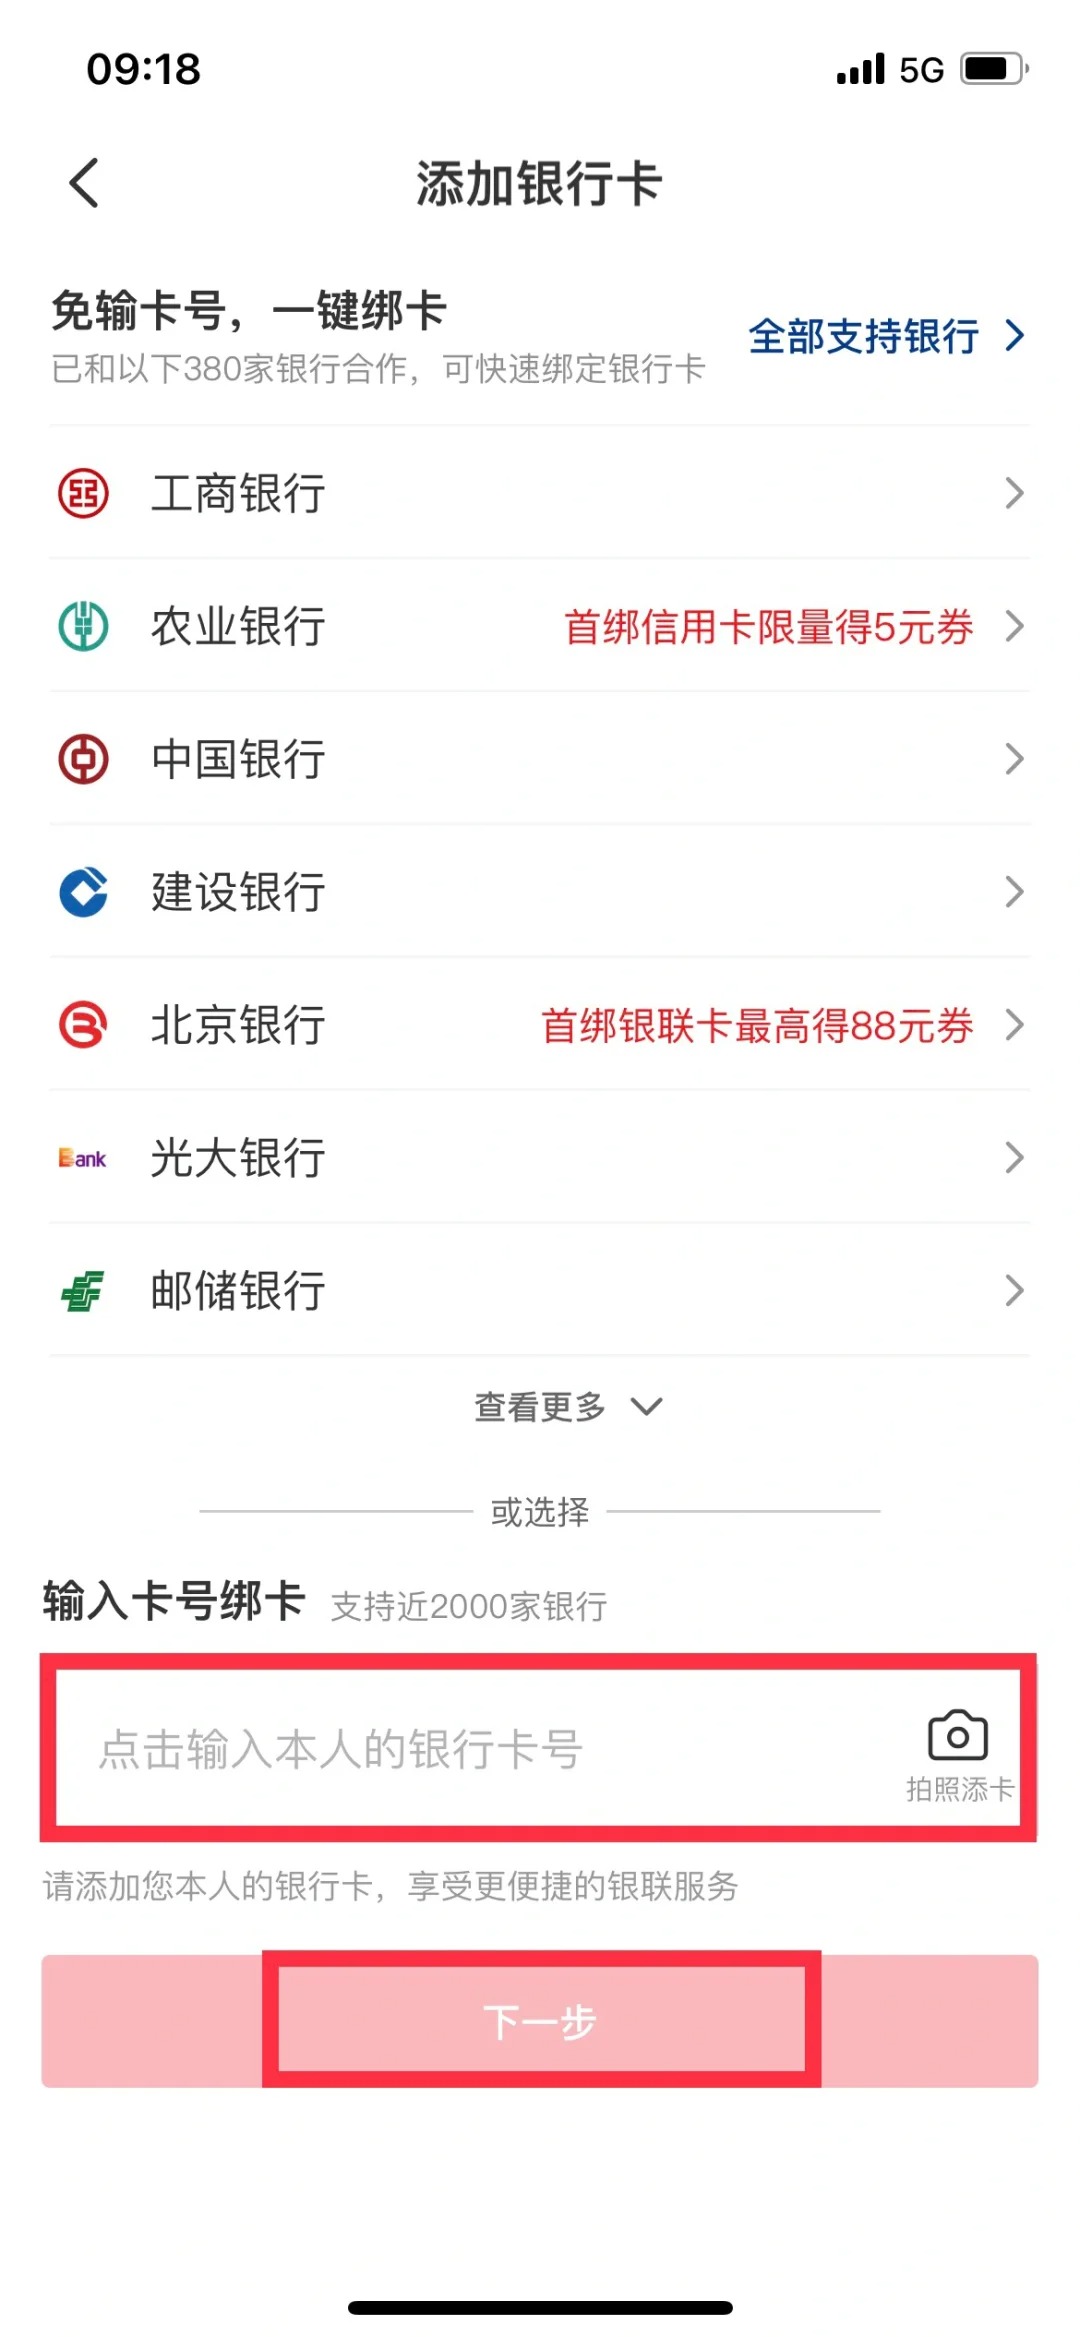 09:18
5G
添加银行卡
免输卡号，一键绑卡
已和以下380家银行合作，可快速绑定银行卡
全部支持银行
工商银行
农业银行 首绑信用卡限量得5元券
中国银行
建设银行
北京银行 首绑银联卡最高得88元券
Bank 光大银行
邮储银行
查看更多
或选择
输入卡号绑卡 支持近2000家银行
点击输入本人的银行卡号
拍照添卡
请添加您本人的银行卡，享受更便捷的银联服务
下一步